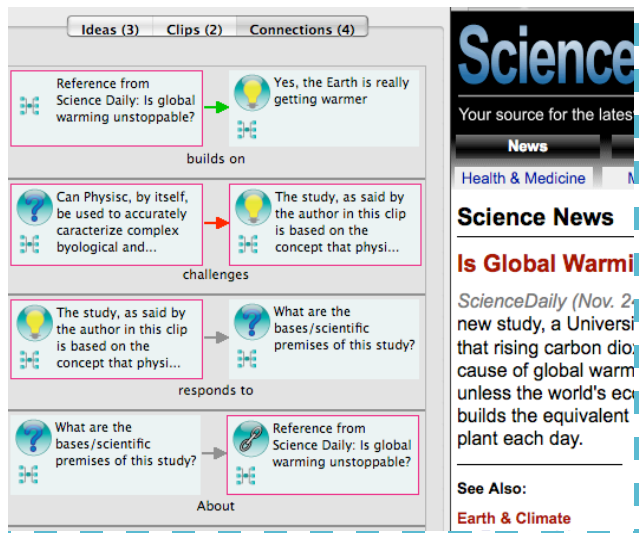 Ideas (3) Clips (2) Connections (4)
Reference from
Science Daily: Is global
warming unstoppable?
Yes, the Earth is really
getting warmer
builds on
Can Physisc, by itself,
be used to accurately
caracterize complex
byological and...
The study, as said by
the author in this clip
is based on the
concept that physi...
challenges
The study, as said by
the author in this clip
is based on the
concept that physi...
What are the
bases/scientific
premises of this study?
responds to
What are the
bases/scientific
premises of this study?
Reference from
Science Daily: Is global
warming unstoppable?
About
Science
Your source for the lates
News
Health & Medicine
Science News
Is Global Warmi
ScienceDaily (Nov. 2
new study, a Universi
that rising carbon dio
cause of global warm
unless the world's ec
builds the equivalent
plant each day.
See Also:
Earth & Climate